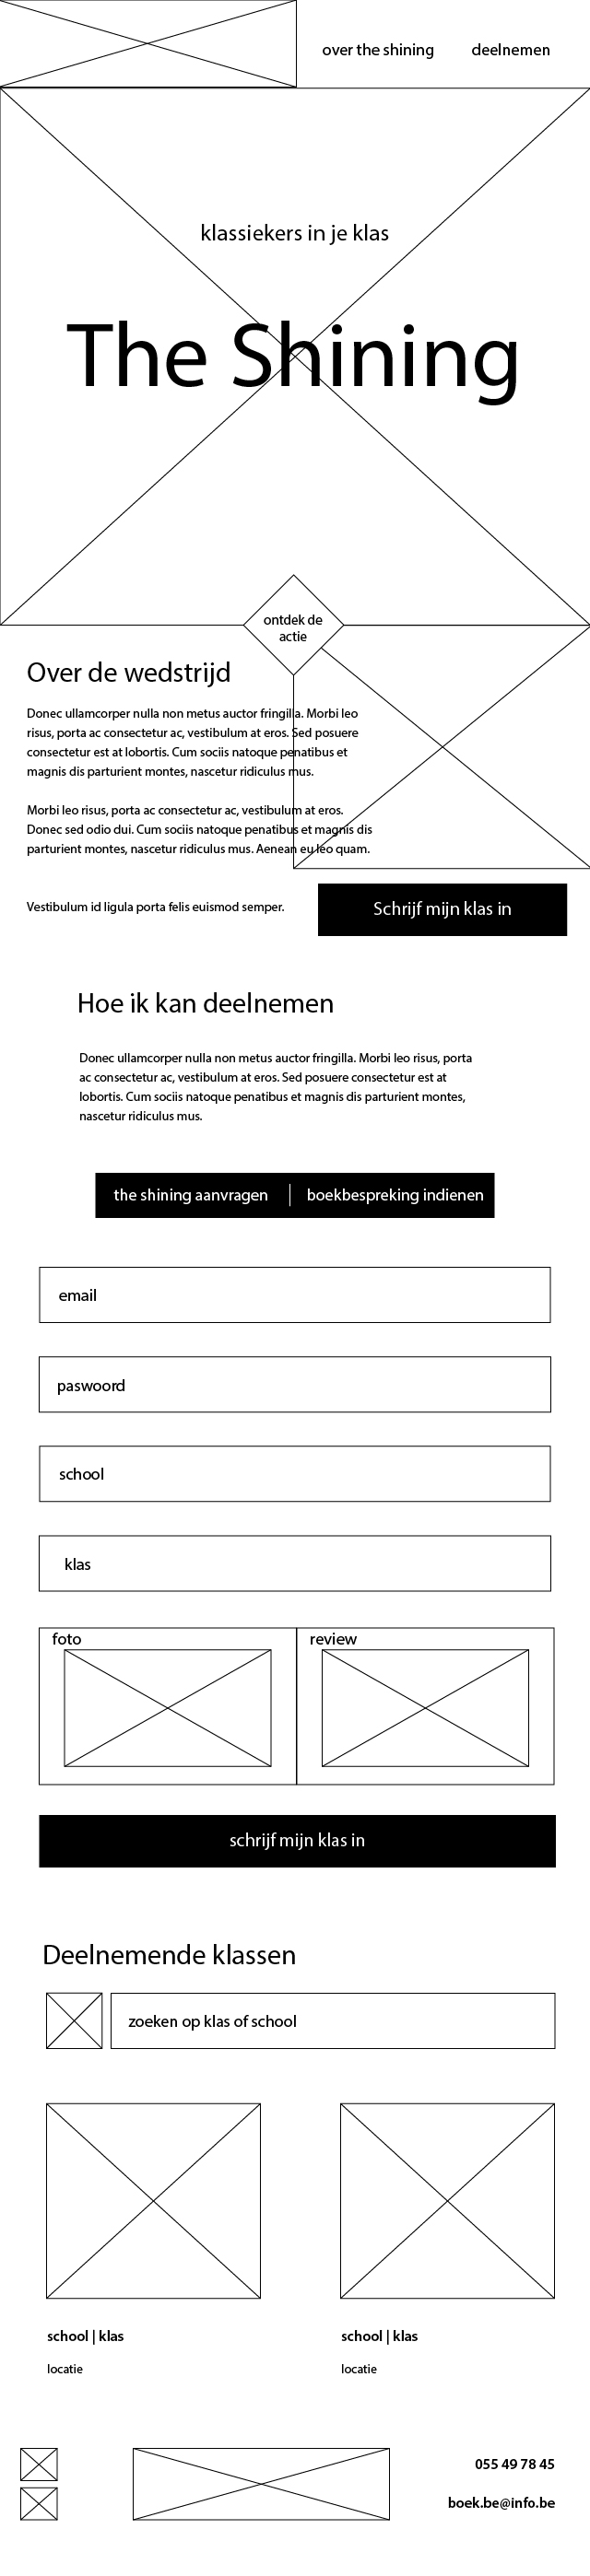 over the shining
deelnemen
klassiekers in je klas
The Shining
ontdek de
actie
Over de wedstrijd
Donec ullamcorper nulla non metus auctor fringilla. Morbi leo
risus, porta ac consectetur ac, vestibulum at eros. Sed posuere
consectetur est at lobortis. Cum sociis natoque penatibus et
magnis dis parturient montes, nascetur ridiculus mus.
Morbi leo risus, porta ac consectetur ac, vestibulum at eros.
Donec sed odio dui. Cum sociis natoque penatibus et magnis dis
parturient montes, nascetur ridiculus mus. Aenean eu leo quam.
Vestibulum id ligula porta felis euismod semper.
Schrijf mijn klas in
Hoe ik kan deelnemen
Donec ullamcorper nulla non metus auctor fringilla. Morbi leo risus, porta
ac consectetur ac, vestibulum at eros. Sed posuere consectetur est at
lobortis. Cum sociis natoque penatibus et magnis dis parturient montes,
nascetur ridiculus mus.
the shining aanvragen
boekbespreking indienen
email
paswoord
school
klas
foto
review
schrijf mijn klas in
Deelnemende klassen
zoeken op klas of school
school | klas
locatie
school | klas
locatie
055 49 78 45
boek.be@info.be